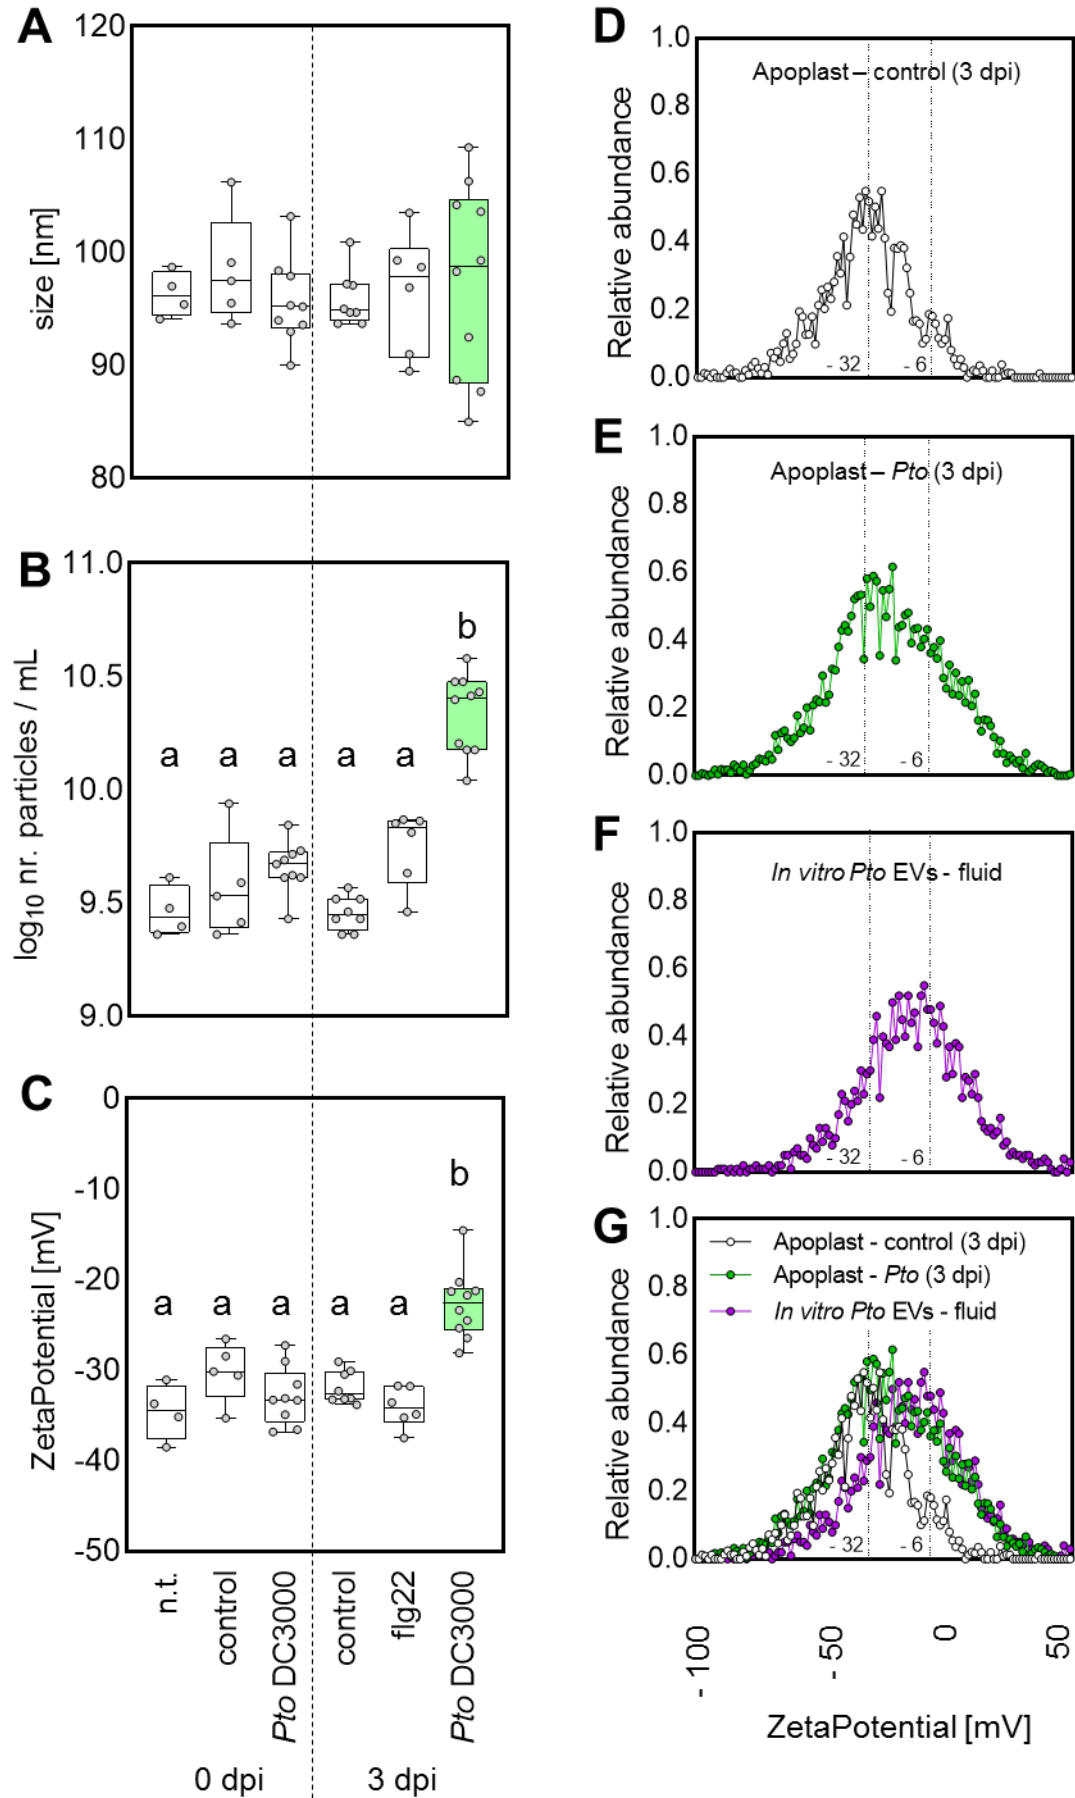 A
120
110
100
90
80
size [nm]
B
11.0
10.5
10.0
9.5
9.0
log10 nr. particles / mL
a
a
a
a
a
b
C
0
-10
-20
-30
-40
-50
ZetaPotential [mV]
a
a
a
a
a
b
n.t.
control
Pto DC3000
control
flg22
Pto DC3000
0 dpi
3 dpi
D
1.0
0.8
0.6
0.4
0.2
0.0
Relative abundance
Apoplast – control (3 dpi)
- 32
- 6
E
1.0
0.8
0.6
0.4
0.2
0.0
Relative abundance
Apoplast – Pto (3 dpi)
- 32
- 6
F
1.0
0.8
0.6
0.4
0.2
0.0
Relative abundance
In vitro Pto EVs - fluid
- 32
- 6
G
1.0
0.8
0.6
0.4
0.2
0.0
Relative abundance
Apoplast - control (3 dpi)
Apoplast - Pto (3 dpi)
In vitro Pto EVs - fluid
- 32
- 6
- 100
- 50
0
50
ZetaPotential [mV]